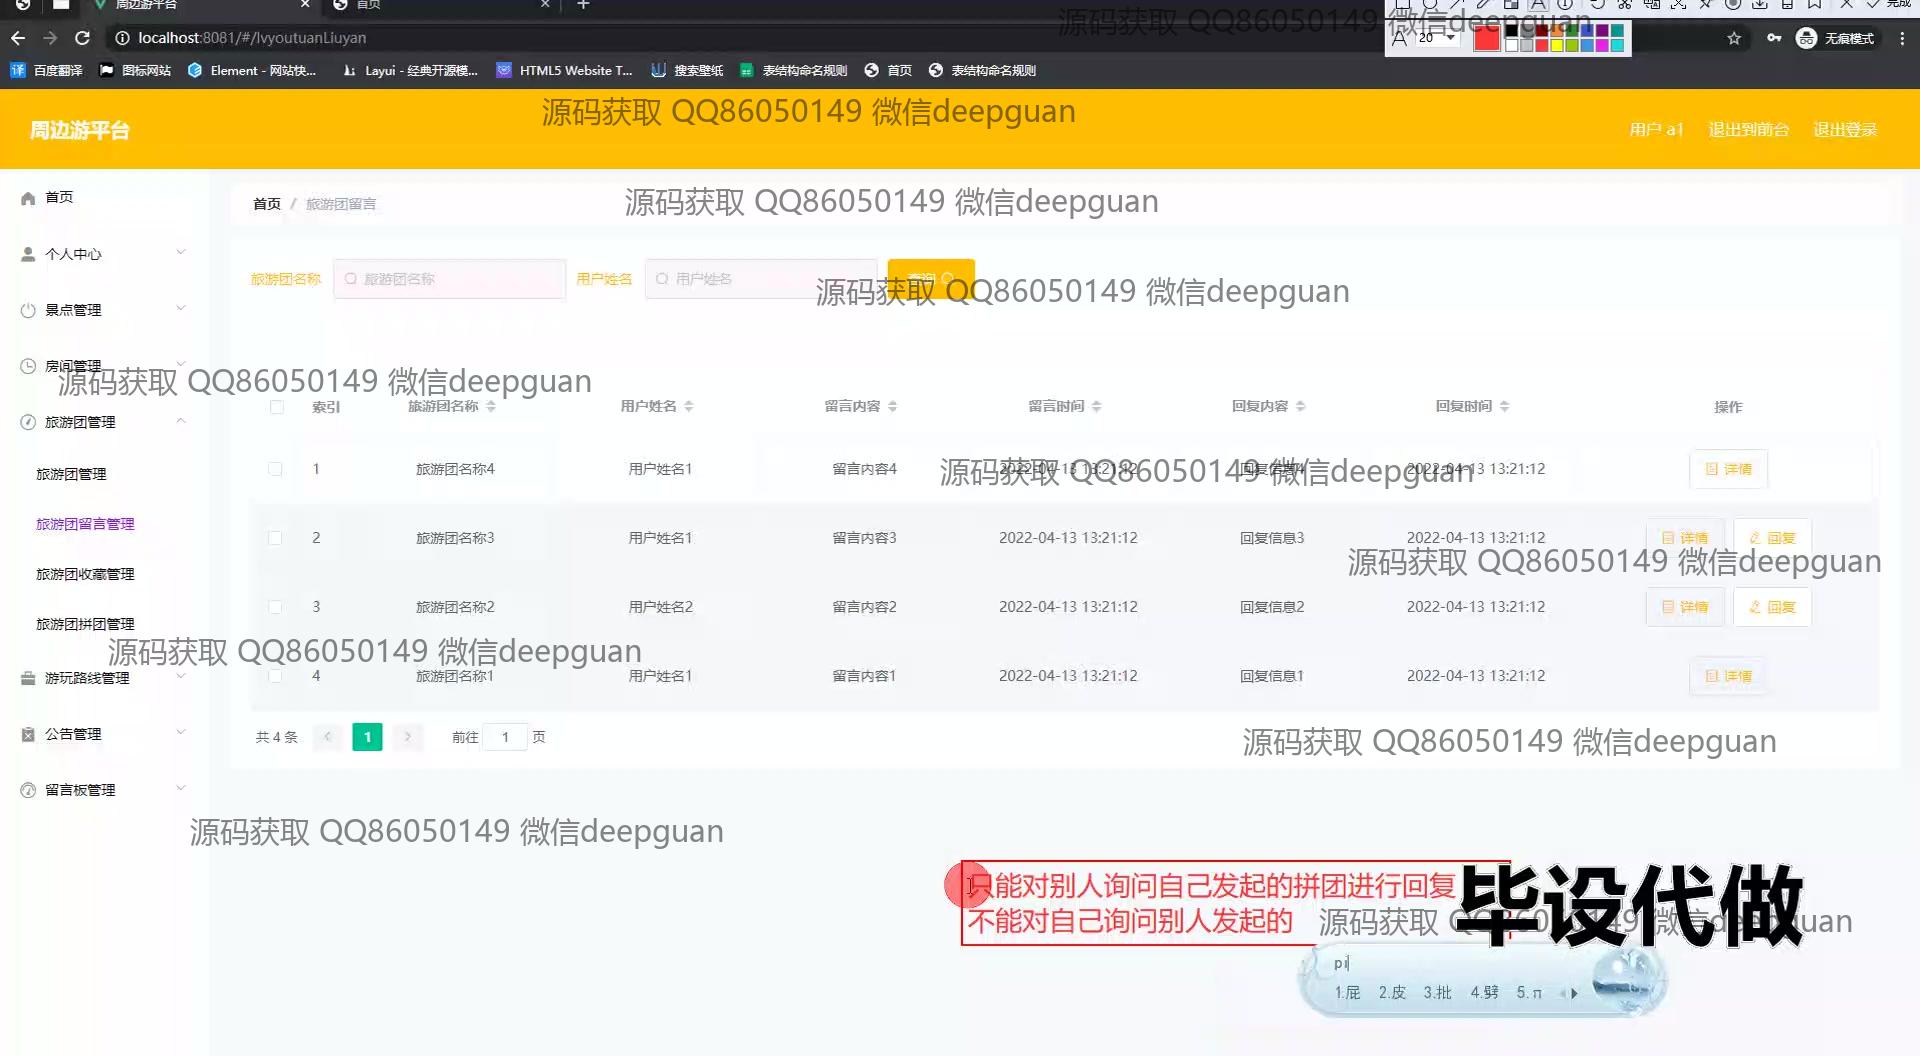 周边游平台
首页
完成
localhost:8081/#/lvyoutuanLiuyan
源码获取 QQ86050149 微信deepguan
A 20
无痕模式
译 百度翻译
图标网站
Element - 网站快...
Layui - 经典开源模...
HTML5 Website T...
搜索壁纸
表结构命名规则
首页
表结构命名规则
源码获取 QQ86050149 微信deepguan
周边游平台
用户 a1
退出到前台
退出登录
首页
首页 / 旅游团留言
源码获取 QQ86050149 微信deepguan
个人中心
旅游团名称
旅游团名称
用户姓名
用户姓名
查询
源码获取 QQ86050149 微信deepguan
景点管理
房间管理
源码获取 QQ86050149 微信deepguan
索引 旅游团名称 用户姓名 留言内容 留言时间 回复内容 回复时间 操作
旅游团管理
1 旅游团名称4 用户姓名1 留言内容4 2022-04-13 13:21:12 回复信息4 2022-04-13 13:21:12 详情
源码获取 QQ86050149 微信deepguan
旅游团管理
旅游团留言管理
2 旅游团名称3 用户姓名1 留言内容3 2022-04-13 13:21:12 回复信息3 2022-04-13 13:21:12 详情 回复
源码获取 QQ86050149 微信deepguan
旅游团收藏管理
3 旅游团名称2 用户姓名2 留言内容2 2022-04-13 13:21:12 回复信息2 2022-04-13 13:21:12 详情 回复
旅游团拼团管理
源码获取 QQ86050149 微信deepguan
游玩路线管理
4 旅游团名称1 用户姓名1 留言内容1 2022-04-13 13:21:12 回复信息1 2022-04-13 13:21:12 详情
公告管理
共 4 条 1 前往 1 页
源码获取 QQ86050149 微信deepguan
留言板管理
源码获取 QQ86050149 微信deepguan
只能对别人询问自己发起的拼团进行回复
不能对自己询问别人发起的
源码获取 QQ86050149 微信deepguan
毕设代做
pi
1.屁 2.皮 3.批 4.劈 5.π